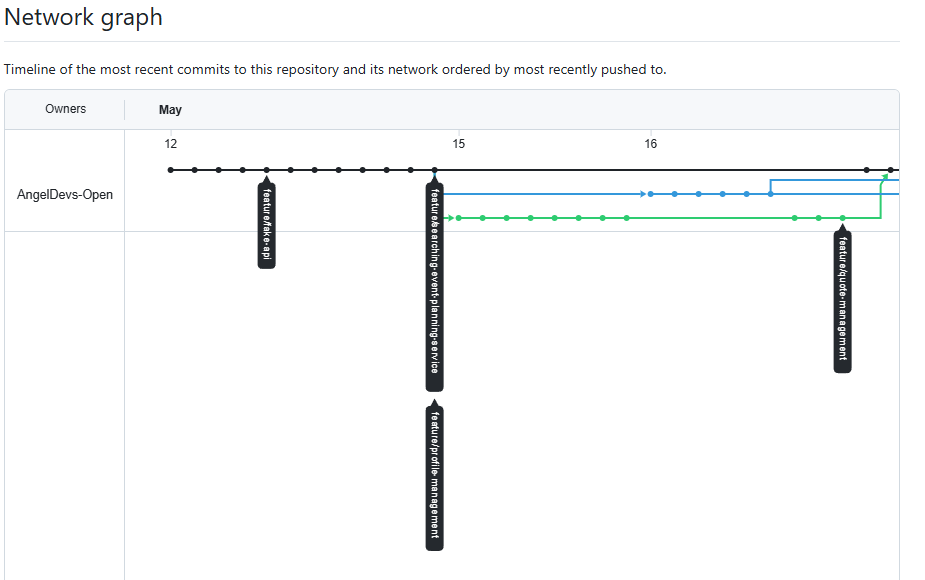 Network graph
Timeline of the most recent commits to this repository and its network ordered by most recently pushed to.
Owners
May
12
15
16
AngelDevs-Open
feature/fake-api
feature/searching-event-planning-service
feature/profile-management
feature/quote-management